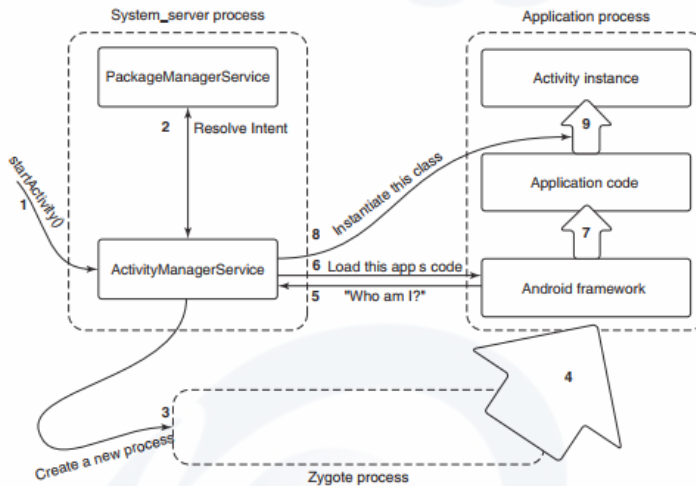 System_server process
Application process
PackageManagerService
Activity instance
2
Resolve Intent
9
startActivity()
1
Instantiate this class
Application code
8
7
6
Load this app s code
ActivityManagerService
5
"Who am I?"
Android framework
4
3
Create a new process
Zygote process